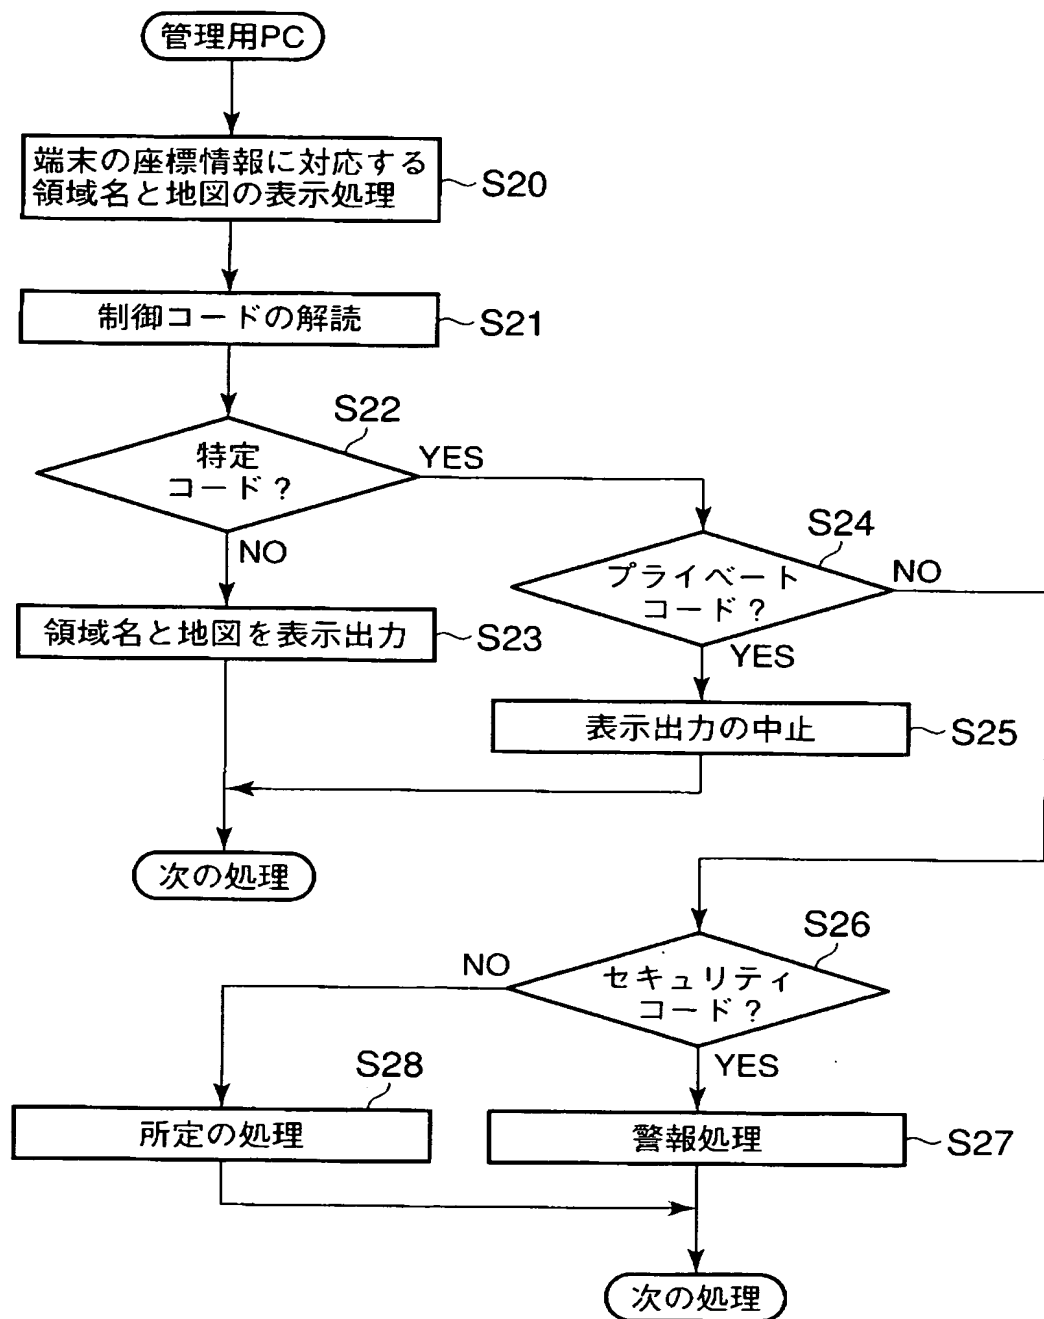 管理用PC
端末の座標情報に対応する
領域名と地図の表示処理
S20
制御コードの解読
S21
S22
特定
コード?
YES
NO
S24
プライベート
コード?
NO
YES
領域名と地図を表示出力
S23
表示出力の中止
S25
次の処理
S26
セキュリティ
コード?
NO
YES
S28
所定の処理
警報処理
S27
次の処理